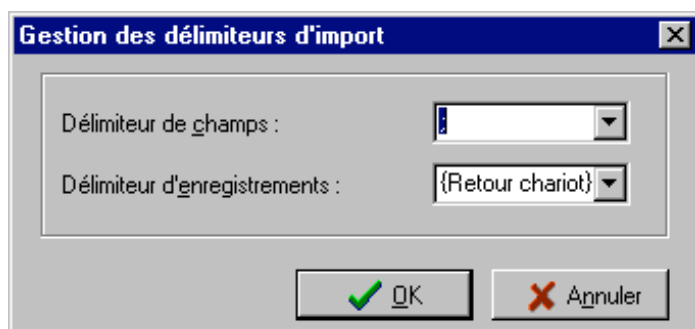 Gestion des délimiteurs d'import
Délimiteur de champs : ;
Délimiteur d'enregistrements : {Retour chariot}
OK
Annuler